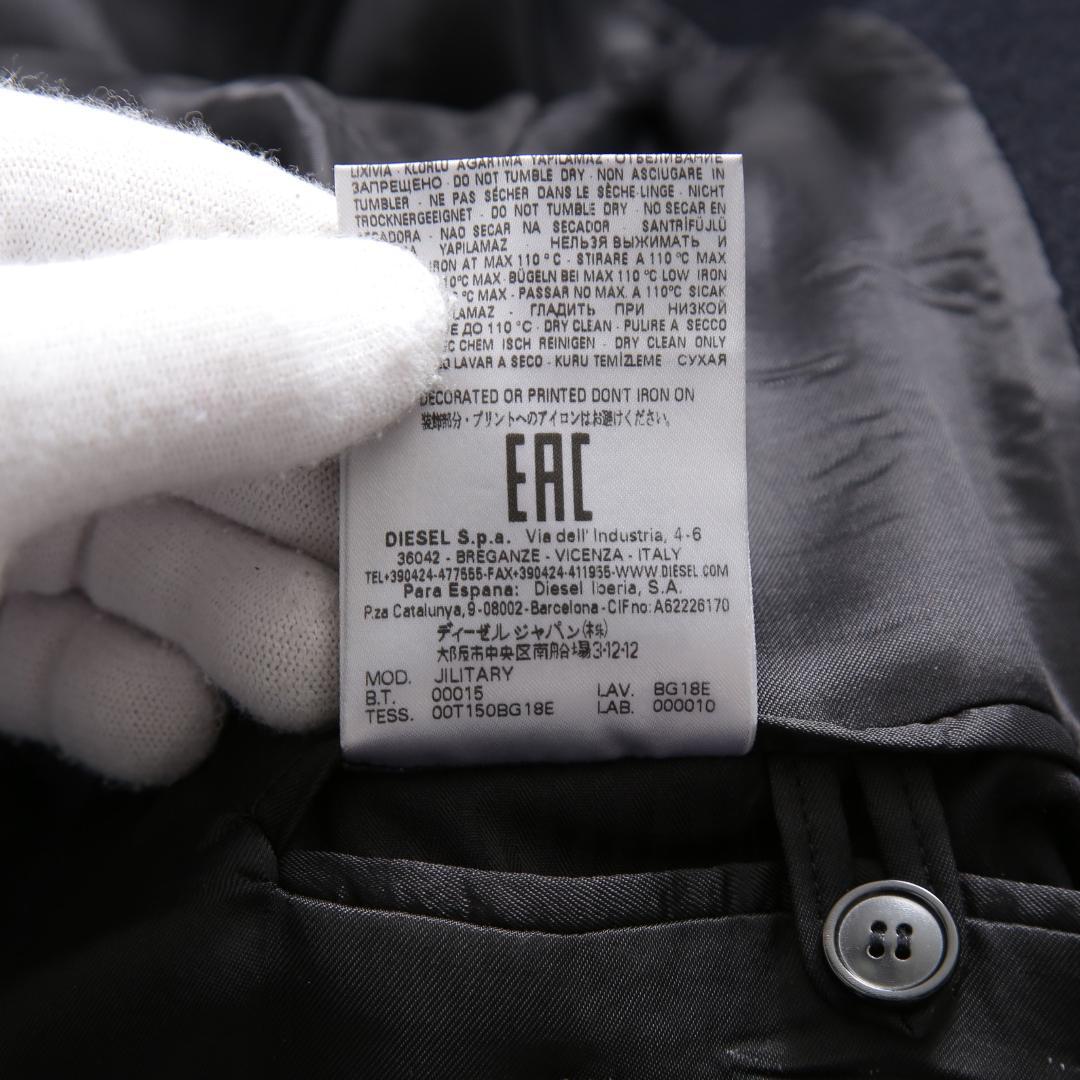 LIXIVIA · KLORLU AGARTMA YAPILAMAZ ОТБЕЛИВАНИЕ
ЗАПРЕЩЕНО · DO NOT TUMBLE DRY · NON ASCIUGARE IN
TUMBLER · NE PAS SÉCHER DANS LE SÈCHE-LINGE · NICHT
TROCKNERGEEIGNET · DO NOT TUMBLE DRY · NO SECAR EN
SECADORA · NAO SECAR NA SECADOR · SANTRİFÜJLÜ
YAPILAMAZ НЕЛЬЗЯ ВЫЖИМАТЬ И
IRON AT MAX 110 °C · STIRARE A 110 °C MAX
110°C MAX · BÜGELN BEI MAX 110 °C LOW IRON
°C MAX · PASSAR NO MAX. A 110°C SICAK
LAMAZ · ГЛАДИТЬ ПРИ НИЗКОЙ
Е ДО 110 °C · DRY CLEAN · PULIRE A SECCO
EC CHEM ISCH REINIGEN · DRY CLEAN ONLY
LAVAR A SECO · KURU TEMİZLEME СУХАЯ
DECORATED OR PRINTED DON'T IRON ON
装飾部分・プリントへのアイロンはお避けください。
EAC
DIESEL S.p.a. Via dell' Industria, 4-6
36042 - BREGANZE - VICENZA - ITALY
TEL+390424-477555-FAX+390424-411955-WWW.DIESEL.COM
Para Espana: Diesel Iberia, S.A.
P.za Catalunya,9-08002-Barcelona-CIFno:A62226170
ディーゼル ジャパン(株)
大阪市中央区南船場3-12-12
MOD. JILITARY
B.T. 00015 LAV. BG18E
TESS. 00T150BG18E LAB. 000010